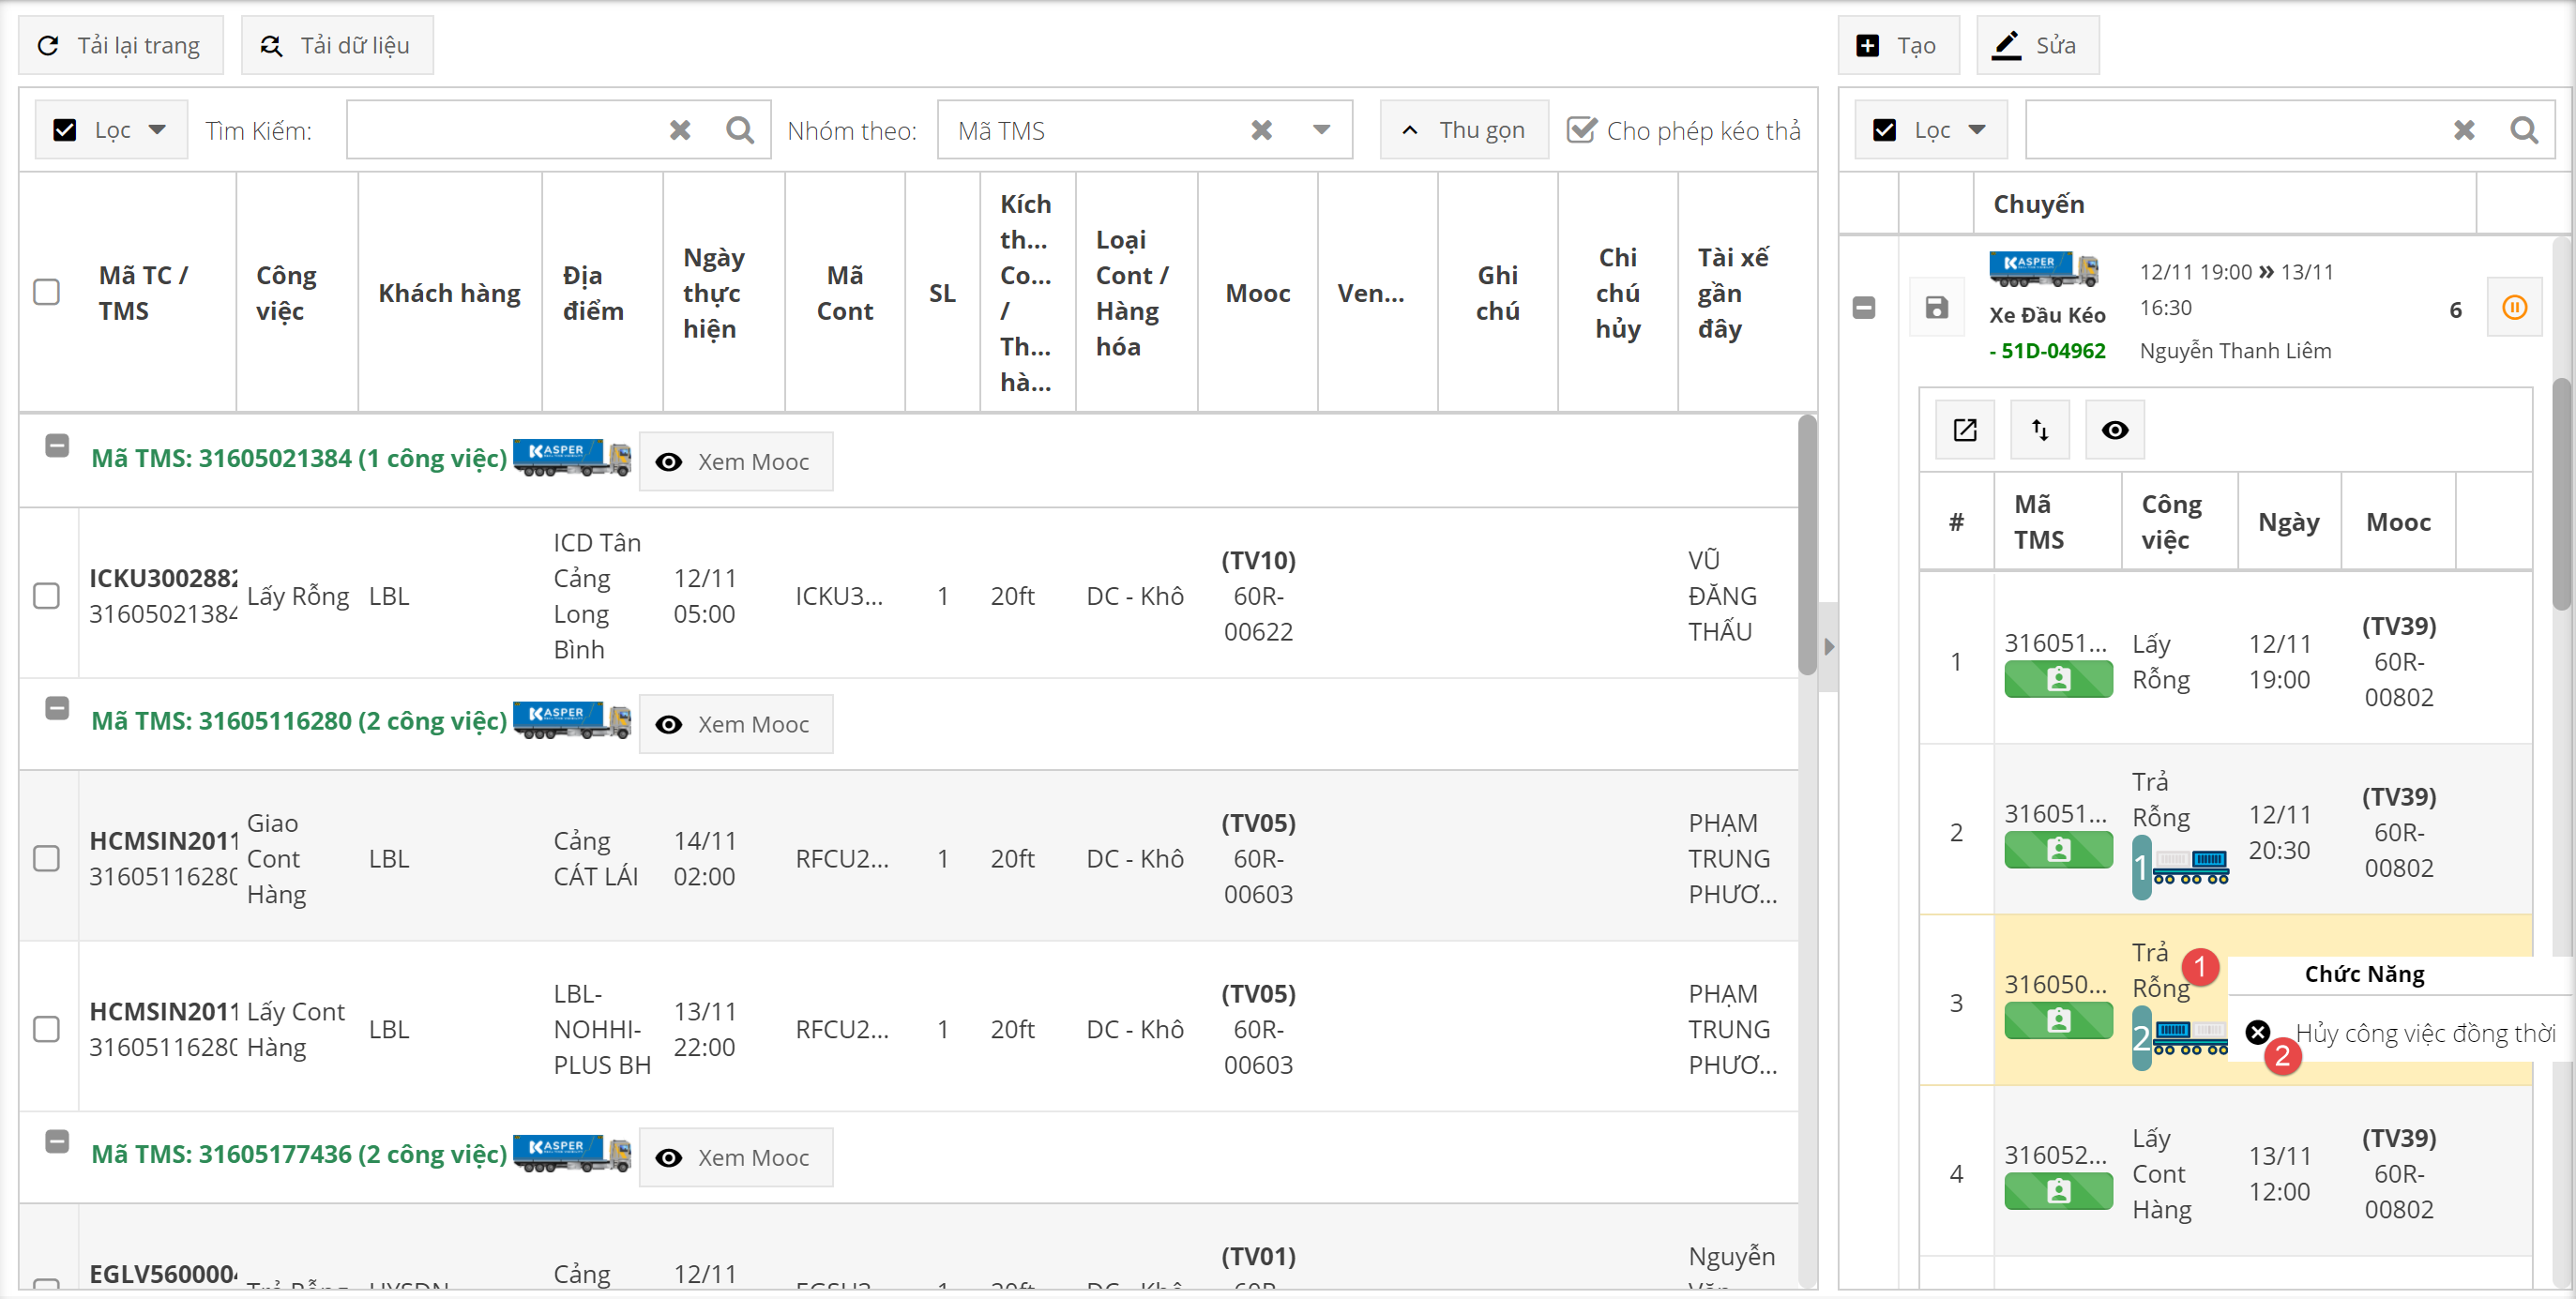 Tải lại trang
Tải dữ liệu
Tạo
Sửa
Lọc
Tìm Kiếm:
Nhóm theo:
Mã TMS
Thu gọn
Cho phép kéo thả
Lọc
Mã TC /
TMS
Công
việc
Khách hàng
Địa
điểm
Ngày
thực
hiện
Mã
Cont
SL
Kích
th...
Co...
/
Th...
hà...
Loại
Cont /
Hàng
hóa
Mooc
Ven...
Ghi
chú
Chi
chú
hủy
Tài xế
gần
đây
Mã TMS: 31605021384 (1 công việc)
KASPER
Xem Mooc
ICKU3002882
31605021384
Lấy Rỗng
LBL
ICD Tân
Cảng
Long
Bình
12/11
05:00
ICKU3...
1
20ft
DC - Khô
(TV10)
60R-
00622
VŨ
ĐĂNG
THẤU
Mã TMS: 31605116280 (2 công việc)
KASPER
Xem Mooc
HCMSIN2011
31605116280
Giao
Cont
Hàng
LBL
Cảng
CÁT LÁI
14/11
02:00
RFCU2...
1
20ft
DC - Khô
(TV05)
60R-
00603
PHẠM
TRUNG
PHƯƠ...
HCMSIN2011
31605116280
Lấy Cont
Hàng
LBL
LBL-
NOHHI-
PLUS BH
13/11
22:00
RFCU2...
1
20ft
DC - Khô
(TV05)
60R-
00603
PHẠM
TRUNG
PHƯƠ...
Mã TMS: 31605177436 (2 công việc)
KASPER
Xem Mooc
EGLV5600004
Cảng
12/11
(TV01)
Nguyễn
Chuyến
KASPER
Xe Đầu Kéo
- 51D-04962
12/11 19:00 » 13/11
16:30
Nguyễn Thanh Liêm
6
#
Mã
TMS
Công
việc
Ngày
Mooc
1
316051...
Lấy
Rỗng
12/11
19:00
(TV39)
60R-
00802
2
316051...
Trả
Rỗng
1
12/11
20:30
(TV39)
60R-
00802
3
316050...
Trả
Rỗng
2
1
Chức Năng
Hủy công việc đồng thời
2
4
316052...
Lấy
Cont
Hàng
13/11
12:00
(TV39)
60R-
00802